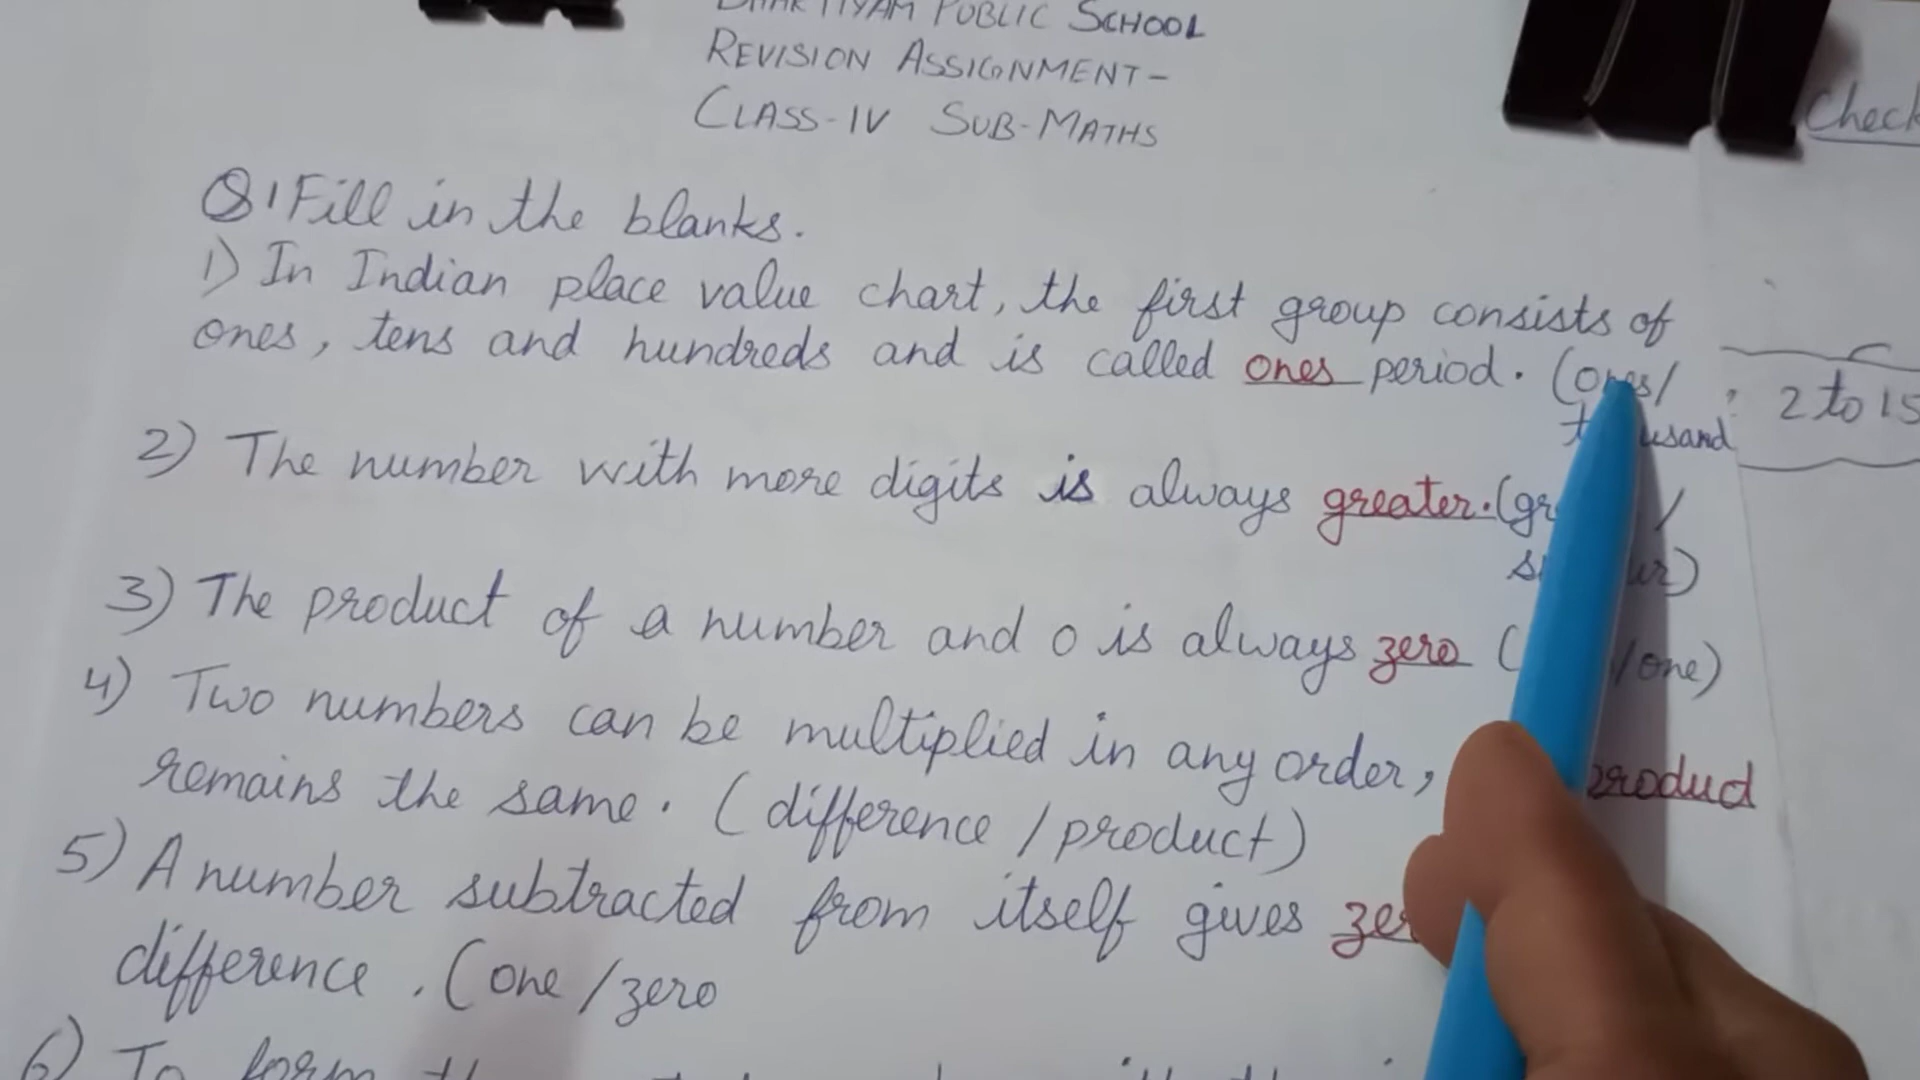 PUBLIC SCHOOL
REVISION ASSIGNMENT-
CLASS-IV SUB-MATHS
Check
Q1 Fill in the blanks.
1) In Indian place value chart, the first group consists of
ones, tens and hundreds and is called ones period. (ones/
2 to 15
2) The number with more digits is always greater. (
3) The product of a number and 0 is always zero ( /one)
4) Two numbers can be multiplied in any order,
remains the same. (difference / product)
5) A number subtracted from itself gives
difference. (one /zero
6) To form